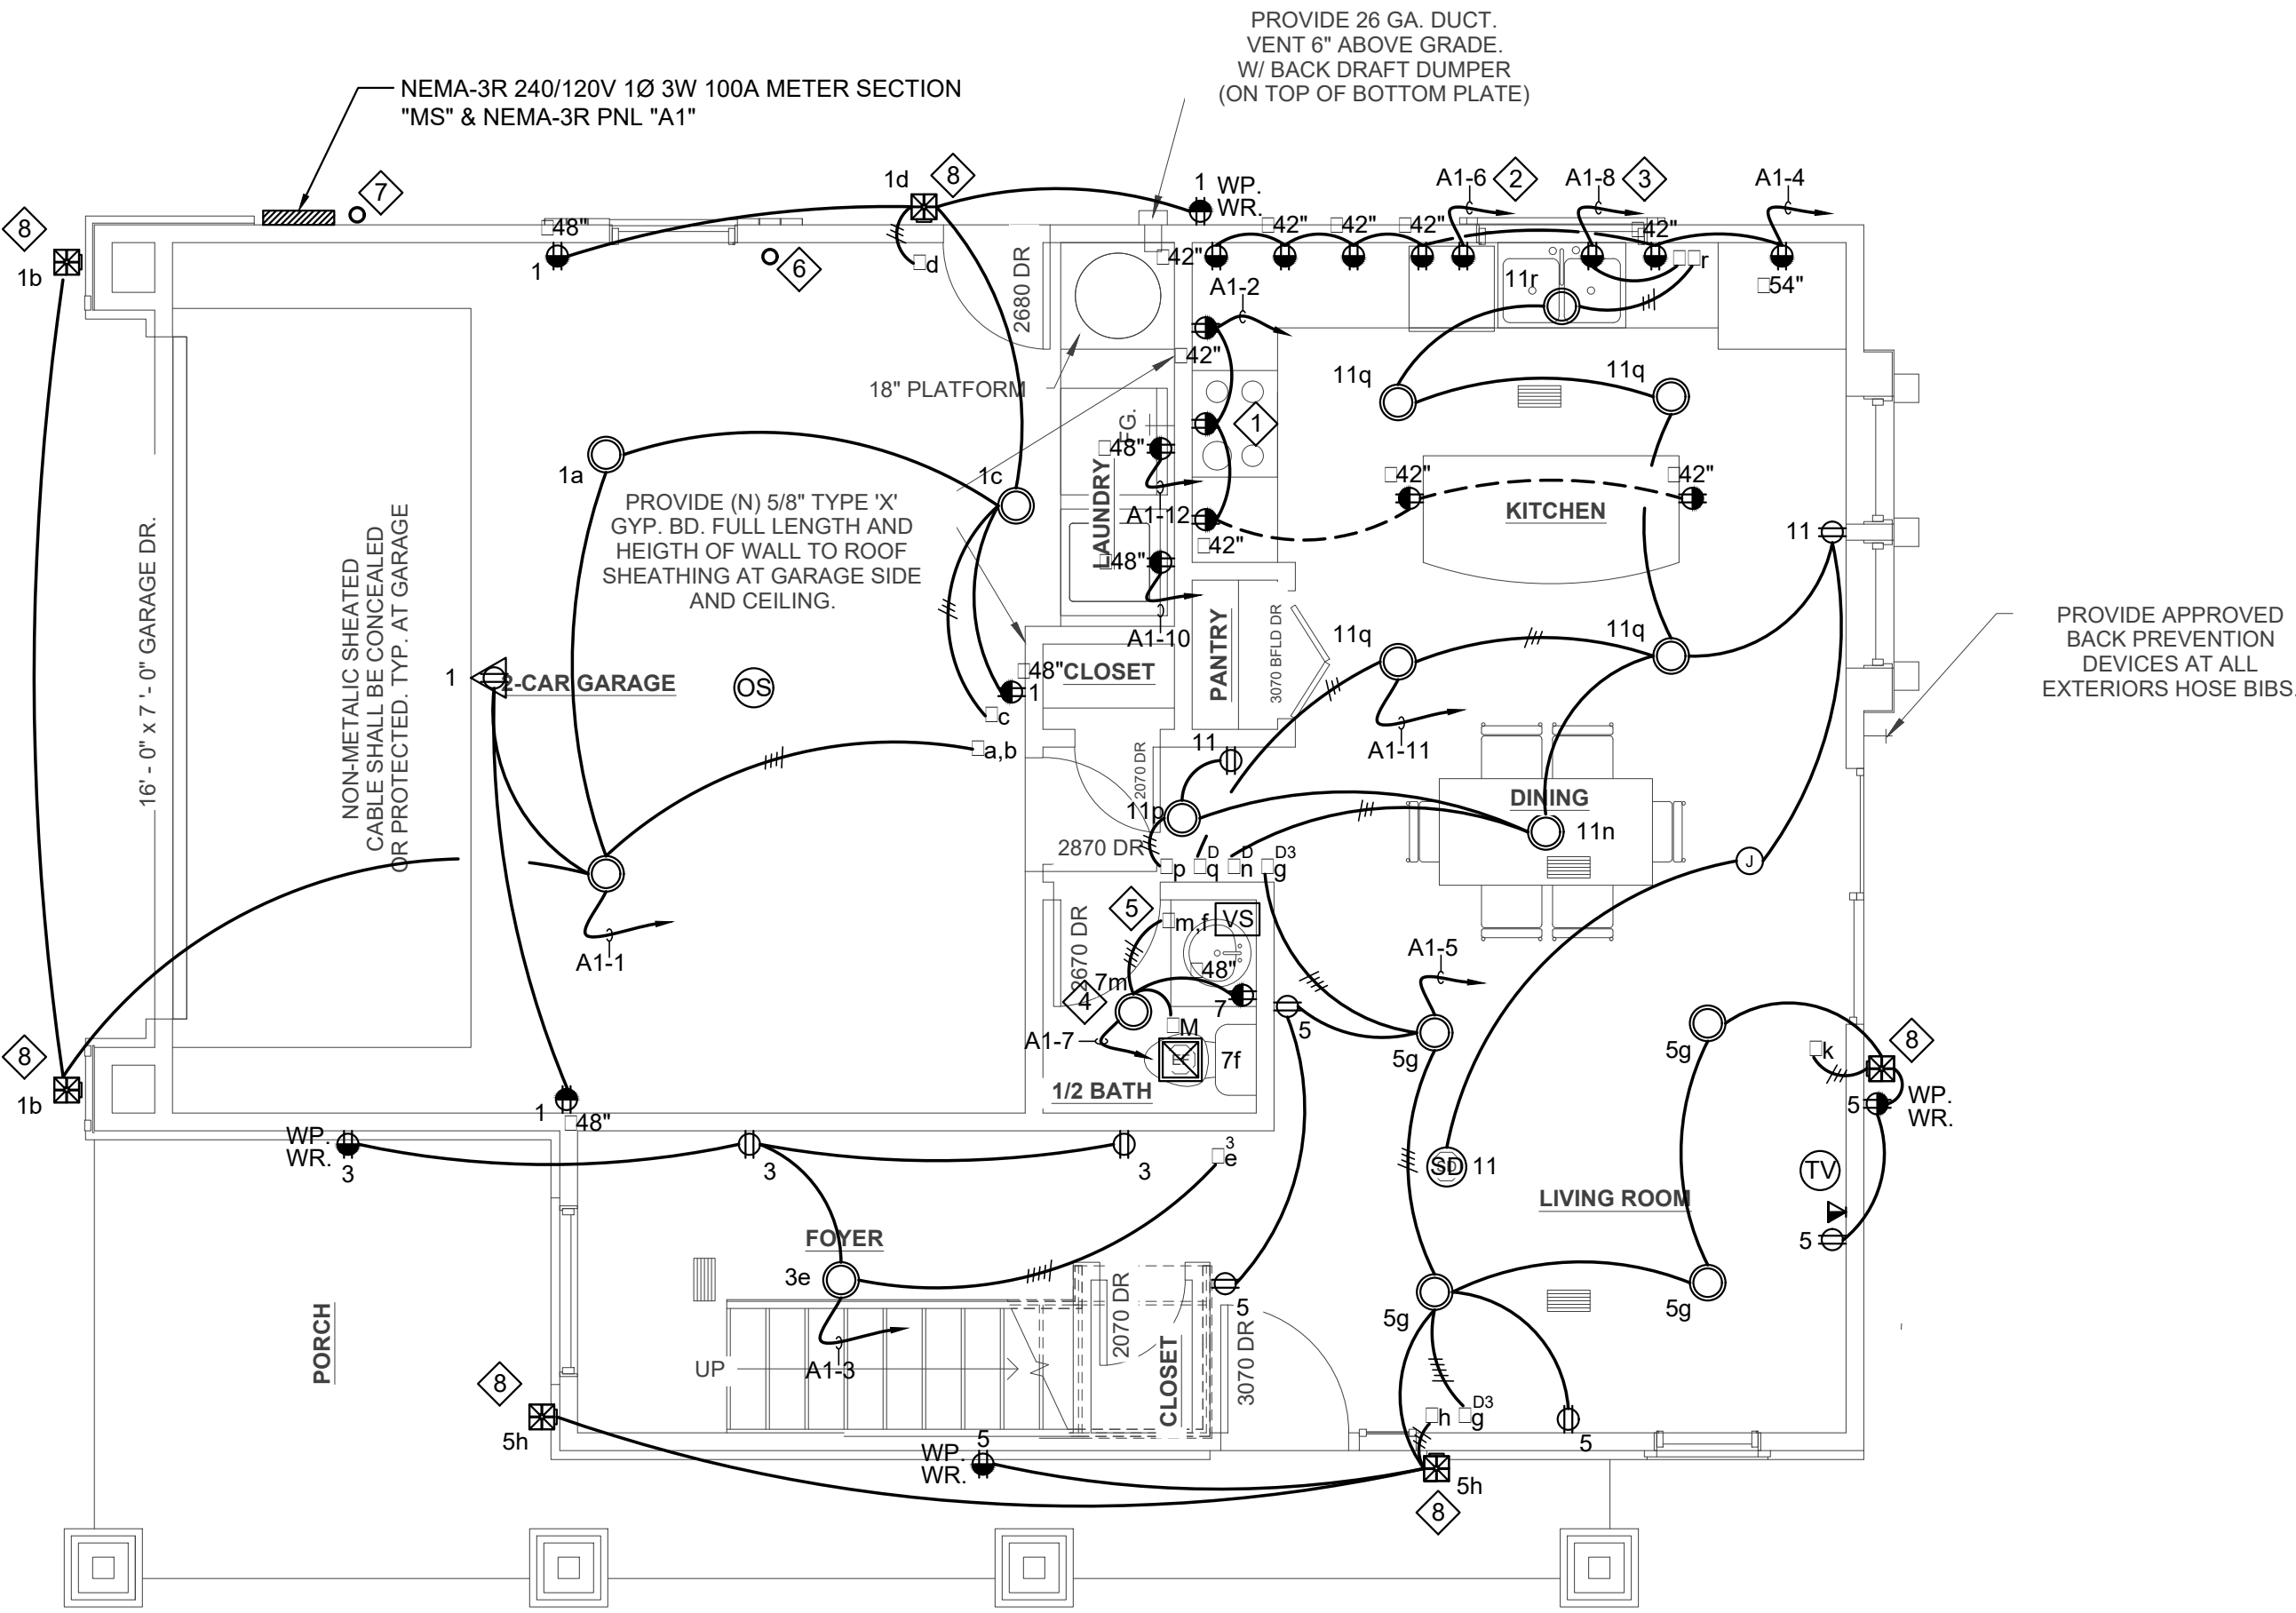 PROVIDE 26 GA. DUCT.
VENT 6" ABOVE GRADE.
W/ BACK DRAFT DUMPER
(ON TOP OF BOTTOM PLATE)
NEMA-3R 240/120V 1Ø 3W 100A METER SECTION
"MS" & NEMA-3R PNL "A1"
8
1b
7
1d
8
1
WP.
WR.
A1-6
2
A1-8
3
A1-4
□48"
1
6
□d
2680 DR
□42"
□42"
□42"
□42"
□42"
□□r
□54"
11r
A1-2
□42"
18" PLATFORM
11q
11q
1a
1c
FG.
□48"
LAUNDRY
1
□42"
□42"
KITCHEN
11
16' - 0" x 7 '- 0" GARAGE DR.
NON-METALIC SHEATED
CABLE SHALL BE CONCEALED
OR PROTECTED. TYP. AT GARAGE
PROVIDE (N) 5/8" TYPE 'X'
GYP. BD. FULL LENGTH AND
HEIGTH OF WALL TO ROOF
SHEATHING AT GARAGE SIDE
AND CEILING.
A1-12
□42"
□48"
A1-10
PANTRY
3070 BFLD DR
11q
11q
PROVIDE APPROVED
BACK PREVENTION
DEVICES AT ALL
EXTERIORS HOSE BIBS.
1
2-CAR GARAGE
OS
□48"
1
CLOSET
□c
□a,b
A1-11
11
2070 DR
11p
DINING
11n
2870 DR
□p
D
□q
D
□n
D3
□g
J
A1-1
5
□m,f
VS
2670 DR
7m
□48"
4
7
□M
A1-7
7f
1/2 BATH
5
A1-5
5g
5g
□k
8
WP.
WR.
5
8
1b
1
□48"
WP.
WR.
3
3
3
3
□e
SD
11
TV
LIVING ROOM
5
FOYER
3e
5
5g
5g
PORCH
UP
A1-3
2070 DR
CLOSET
3070 DR
8
5h
□h
D3
□g
5
5
WP.
WR.
5h
8